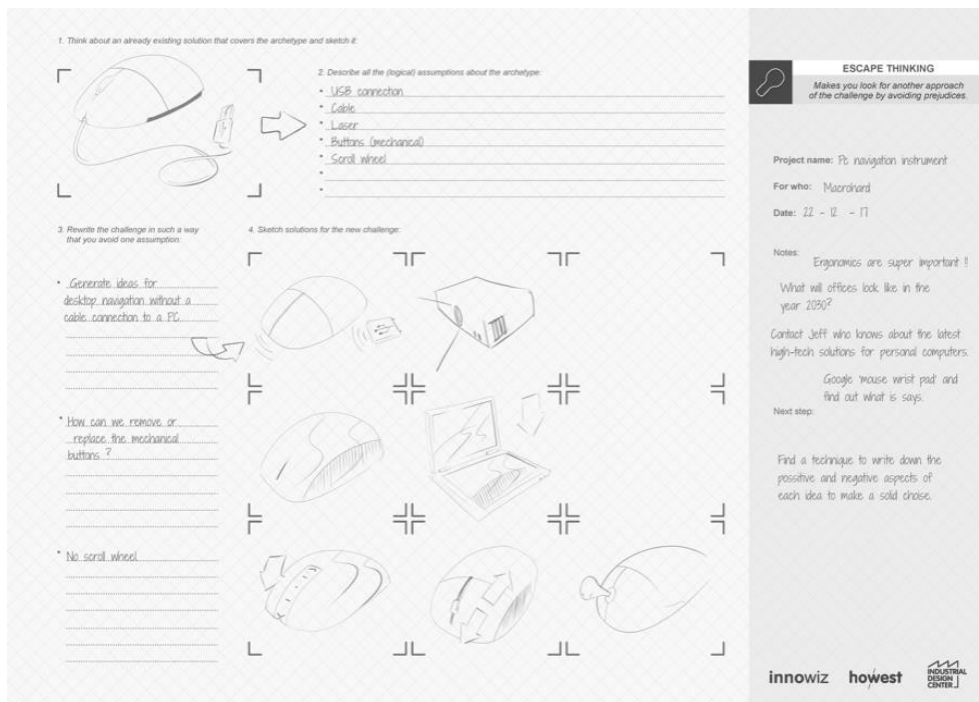 1. Think about an already existing solution that covers the archetype and sketch it:
2. Describe all the (logical) assumptions about the archetype:
• USB connection
• Cable
• Laser
• Buttons (mechanical)
• Scroll wheel
•
•
3. Rewrite the challenge in such a way
that you avoid one assumption:
• Generate ideas for
desktop navigation without a
cable connection to a PC
• How can we remove or
replace the mechanical
buttons ?
• No scroll wheel
4. Sketch solutions for the new challenge:
ESCAPE THINKING
Makes you look for another approach
of the challenge by avoiding prejudices.
Project name: Pc navigation instrument
For who: Macrohard
Date: 22 - 12 - 17
Notes:
Ergonomics are super important !!
What will offices look like in the
year 2030?
Contact Jeff who knows about the latest
high-tech solutions for personal computers.
Google 'mouse wrist pad' and
find out what is says.
Next step:
Find a technique to write down the
possitive and negative aspects of
each idea to make a solid chose.
innowiz
howest
INDUSTRIAL
DESIGN
CENTER